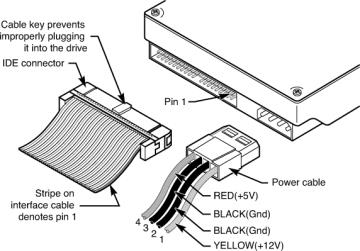 Cable key prevents
improperly plugging
it into the drive
IDE connector
Pin 1
Stripe on
interface cable
denotes pin 1
Power cable
RED(+5V)
BLACK(Gnd)
BLACK(Gnd)
YELLOW(+12V)
4
3
2
1